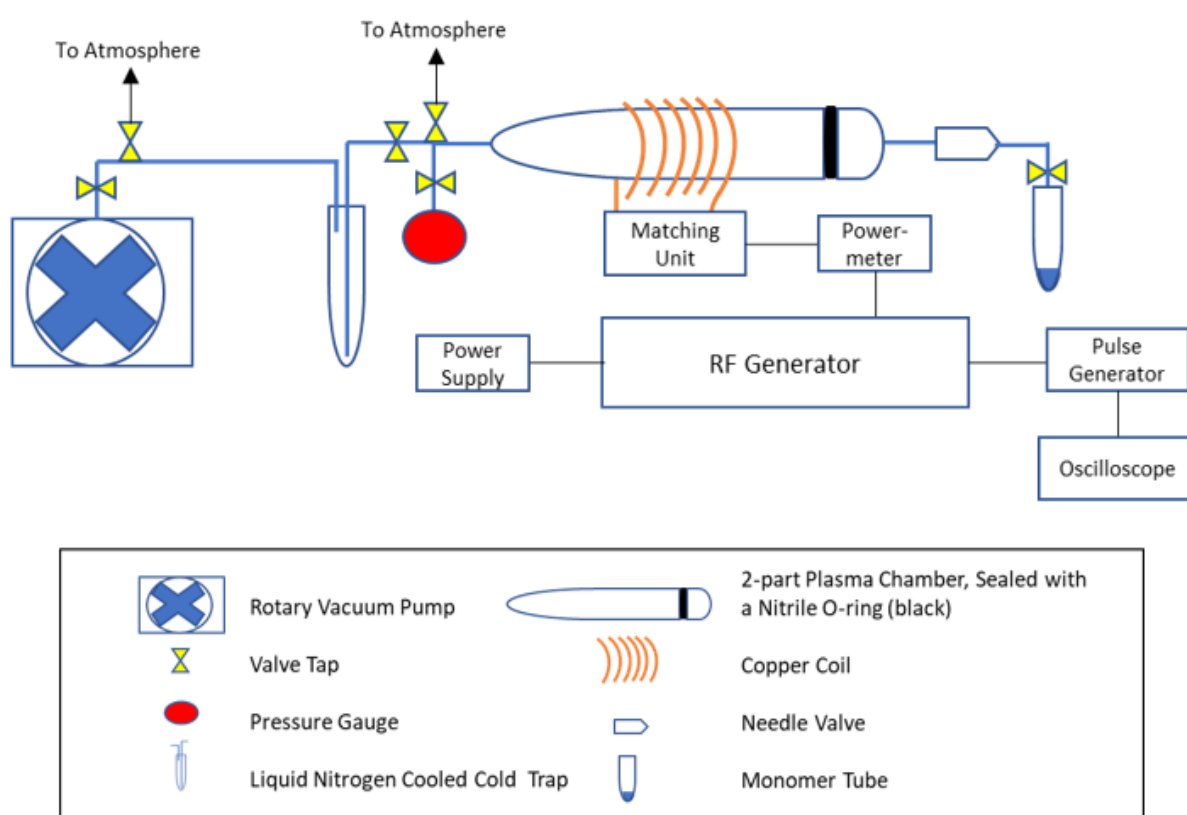 To Atmosphere
To Atmosphere
Matching
Unit
Power-
meter
Power
Supply
RF Generator
Pulse
Generator
Oscilloscope
Rotary Vacuum Pump
2-part Plasma Chamber, Sealed with
a Nitrile O-ring (black)
Valve Tap
Copper Coil
Pressure Gauge
Needle Valve
Liquid Nitrogen Cooled Cold Trap
Monomer Tube